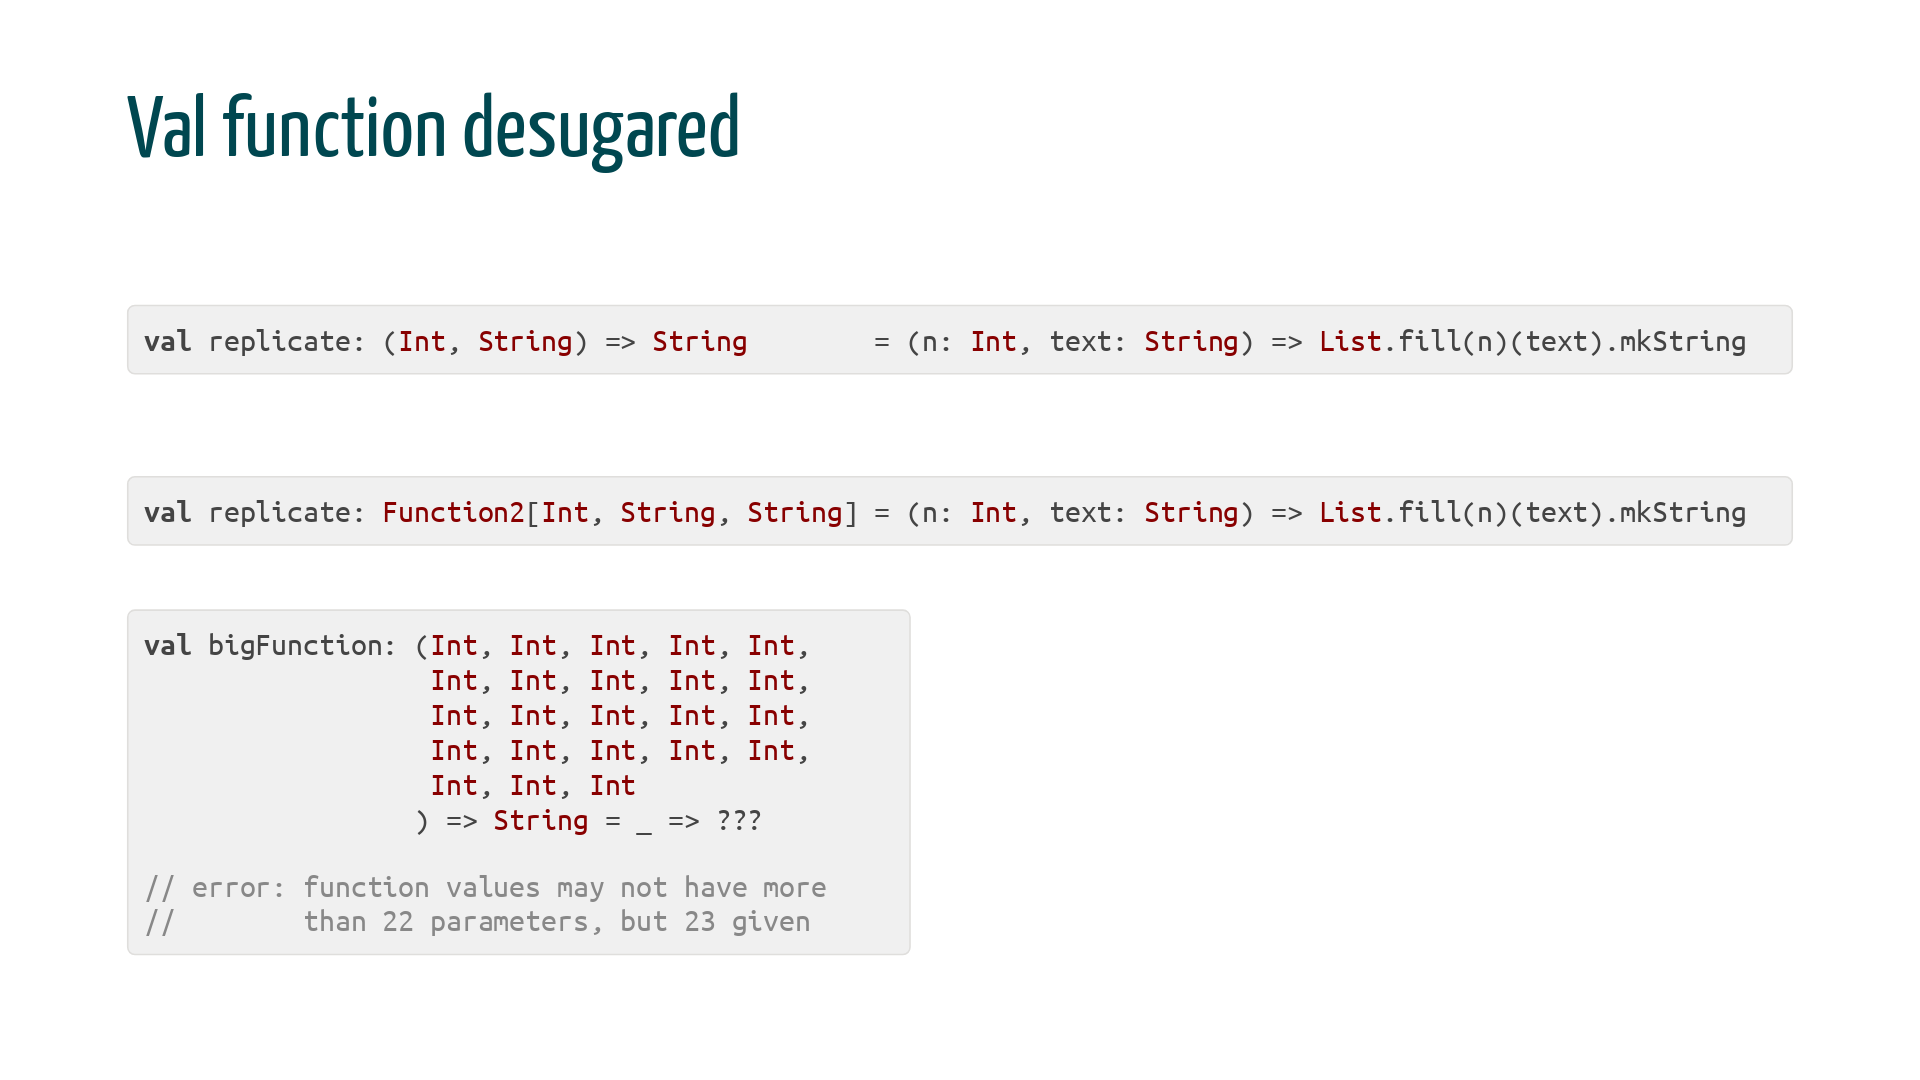 Val function desugared
val replicate: (Int, String) => String        = (n: Int, text: String) => List.fill(n)(text).mkString
val replicate: Function2[Int, String, String] = (n: Int, text: String) => List.fill(n)(text).mkString
val bigFunction: (Int, Int, Int, Int, Int,
                  Int, Int, Int, Int, Int,
                  Int, Int, Int, Int, Int,
                  Int, Int, Int, Int, Int,
                  Int, Int, Int
                 ) => String = _ => ???
// error: function values may not have more
//        than 22 parameters, but 23 given